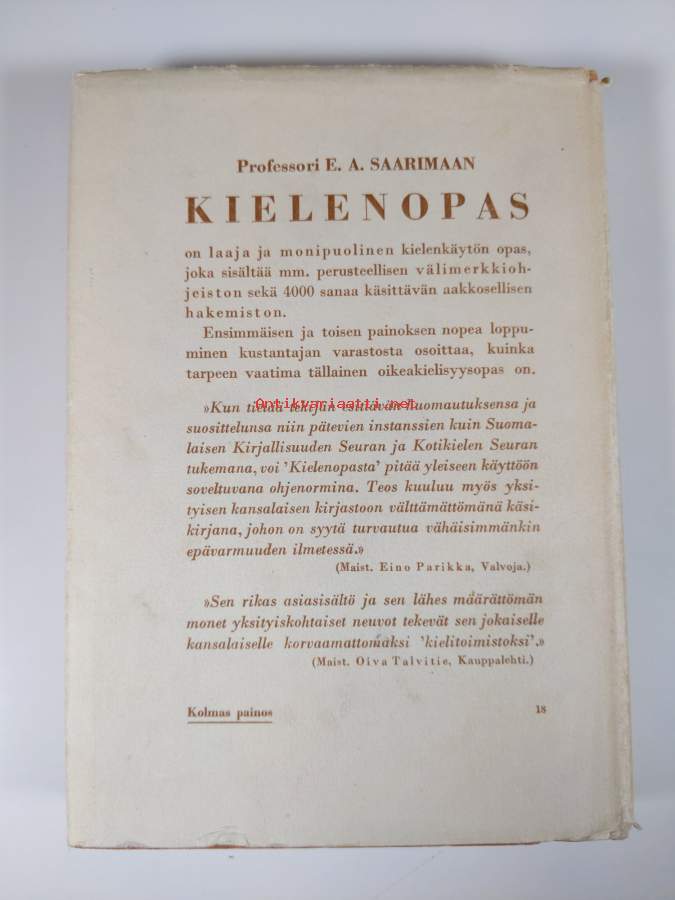 Professori E. A. SAARIMAAN
KIELENOPAS
on laaja ja monipuolinen kielenkäytön opas,
joka sisältää mm. perusteellisen välimerkkioh-
jeiston sekä 4000 sanaa käsittävän aakkosellisen
hakemiston.
Ensimmäisen ja toisen painoksen nopea loppu-
minen kustantajan varastosta osoittaa, kuinka
tarpeen vaatima tällainen oikeakielisyysopas on.
Antikvariaatti.net
»Kun tietää tekijän esittävän huomautuksensa ja
suosittelunsa niin pätevien instanssien kuin Suoma-
laisen Kirjallisuuden Seuran ja Kotikielen Seuran
tukemana, voi 'Kielenopasta' pitää yleiseen käyttöön
soveltuvana ohjenormina. Teos kuuluu myös yksi-
tyisen kansalaisen kirjastoon välttämättömänä käsi-
kirjana, johon on syytä turvautua vähäisimmänkin
epävarmuuden ilmetessä.»
(Maist. Eino Parikka, Valvoja.)
»Sen rikas asiasisältö ja sen lähes määrättömän
monet yksityiskohtaiset neuvot tekevät sen jokaiselle
kansalaiselle korvaamattomaksi 'kielitoimistoksi'.»
(Maist. Oiva Talvitie, Kauppalehti.)
Kolmas painos
18